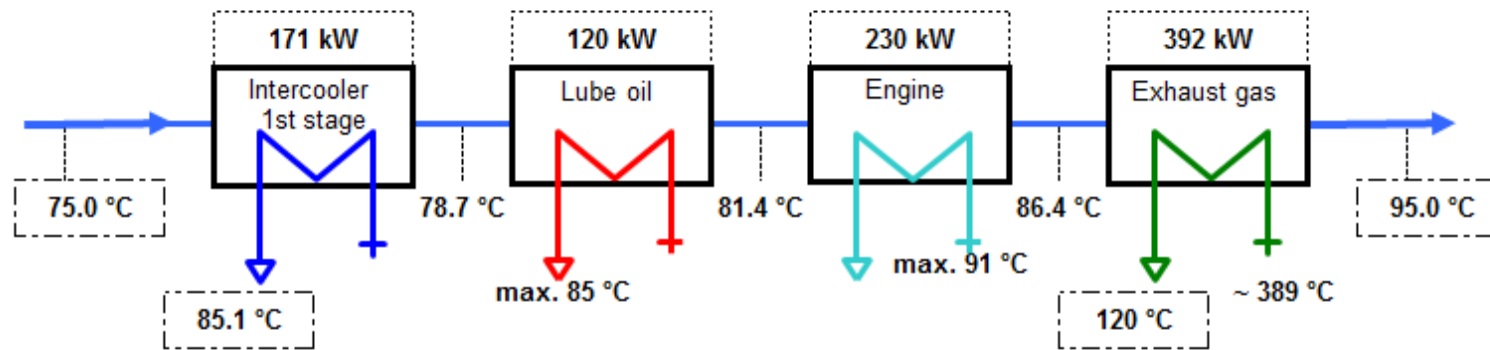 171 kW
120 kW
230 kW
392 kW
Intercooler
1st stage
Lube oil
Engine
Exhaust gas
75.0 °C
78.7 °C
81.4 °C
86.4 °C
95.0 °C
85.1 °C
max. 85 °C
max. 91 °C
120 °C
~ 389 °C